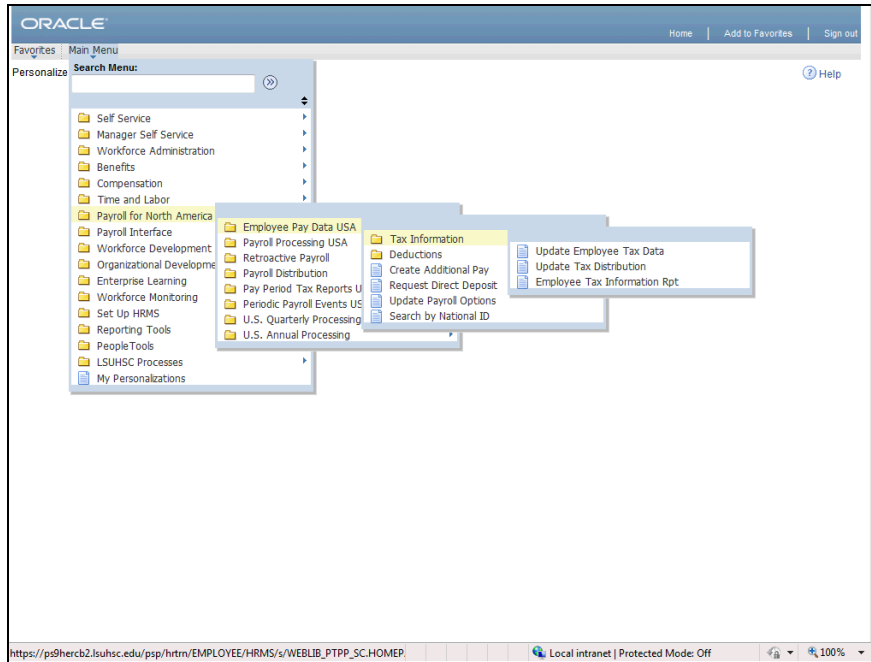 ORACLE
Home | Add to Favorites | Sign out
Favorites Main Menu
Personalize
Search Menu:
Help
Self Service
Manager Self Service
Workforce Administration
Benefits
Compensation
Time and Labor
Payroll for North America
Payroll Interface
Workforce Development
Organizational Developme
Enterprise Learning
Workforce Monitoring
Set Up HRMS
Reporting Tools
PeopleTools
LSUHSC Processes
My Personalizations
Employee Pay Data USA
Payroll Processing USA
Retroactive Payroll
Payroll Distribution
Pay Period Tax Reports U
Periodic Payroll Events US
U.S. Quarterly Processing
U.S. Annual Processing
Tax Information
Deductions
Create Additional Pay
Request Direct Deposit
Update Payroll Options
Search by National ID
Update Employee Tax Data
Update Tax Distribution
Employee Tax Information Rpt
https://ps9hercb2.lsuhsc.edu/psp/hrtrn/EMPLOYEE/HRMS/s/WEBLIB_PTPP_SC.HOMEP. Local intranet | Protected Mode: Off 100%